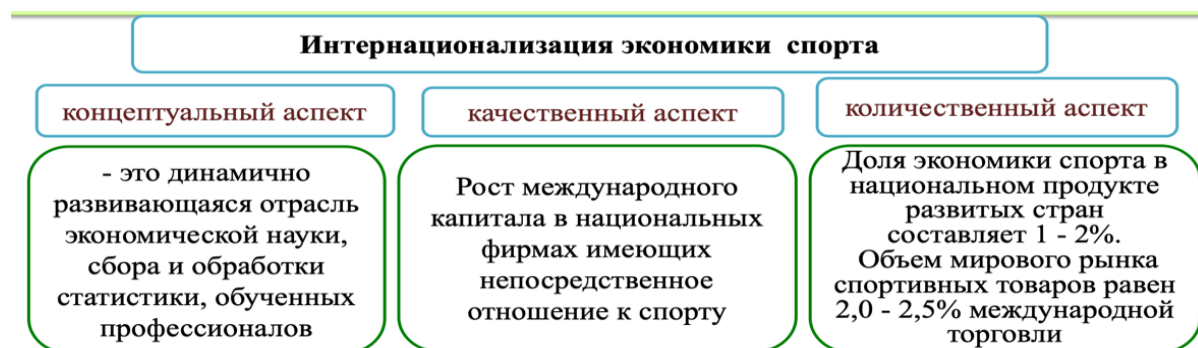 Интернационализация экономики спорта
концептуальный аспект
- это динамично
развивающаяся отрасль
экономической науки,
сбора и обработки
статистики, обученных
профессионалов
качественный аспект
Рост международного
капитала в национальных
фирмах имеющих
непосредственное
отношение к спорту
количественный аспект
Доля экономики спорта в
национальном продукте
развитых стран
составляет 1 - 2%.
Объем мирового рынка
спортивных товаров равен
2,0 - 2,5% международной
торговли